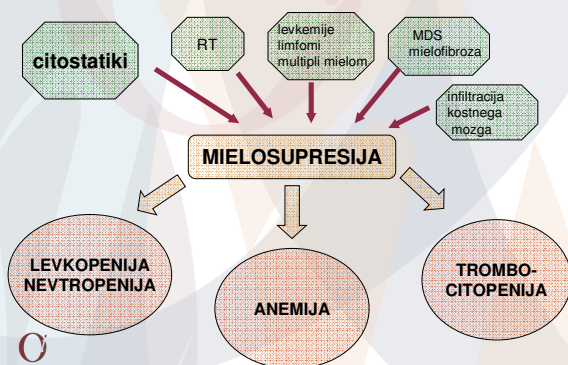 citostatiki
RT
levkemije
limfomi
multipli mielom
MDS
mielofibroza
infiltracija
kostnega
mozga
MIELOSUPRESIJA
LEVKOPENIJA
NEVTROPENIJA
ANEMIJA
TROMBO-
CITOPENIJA